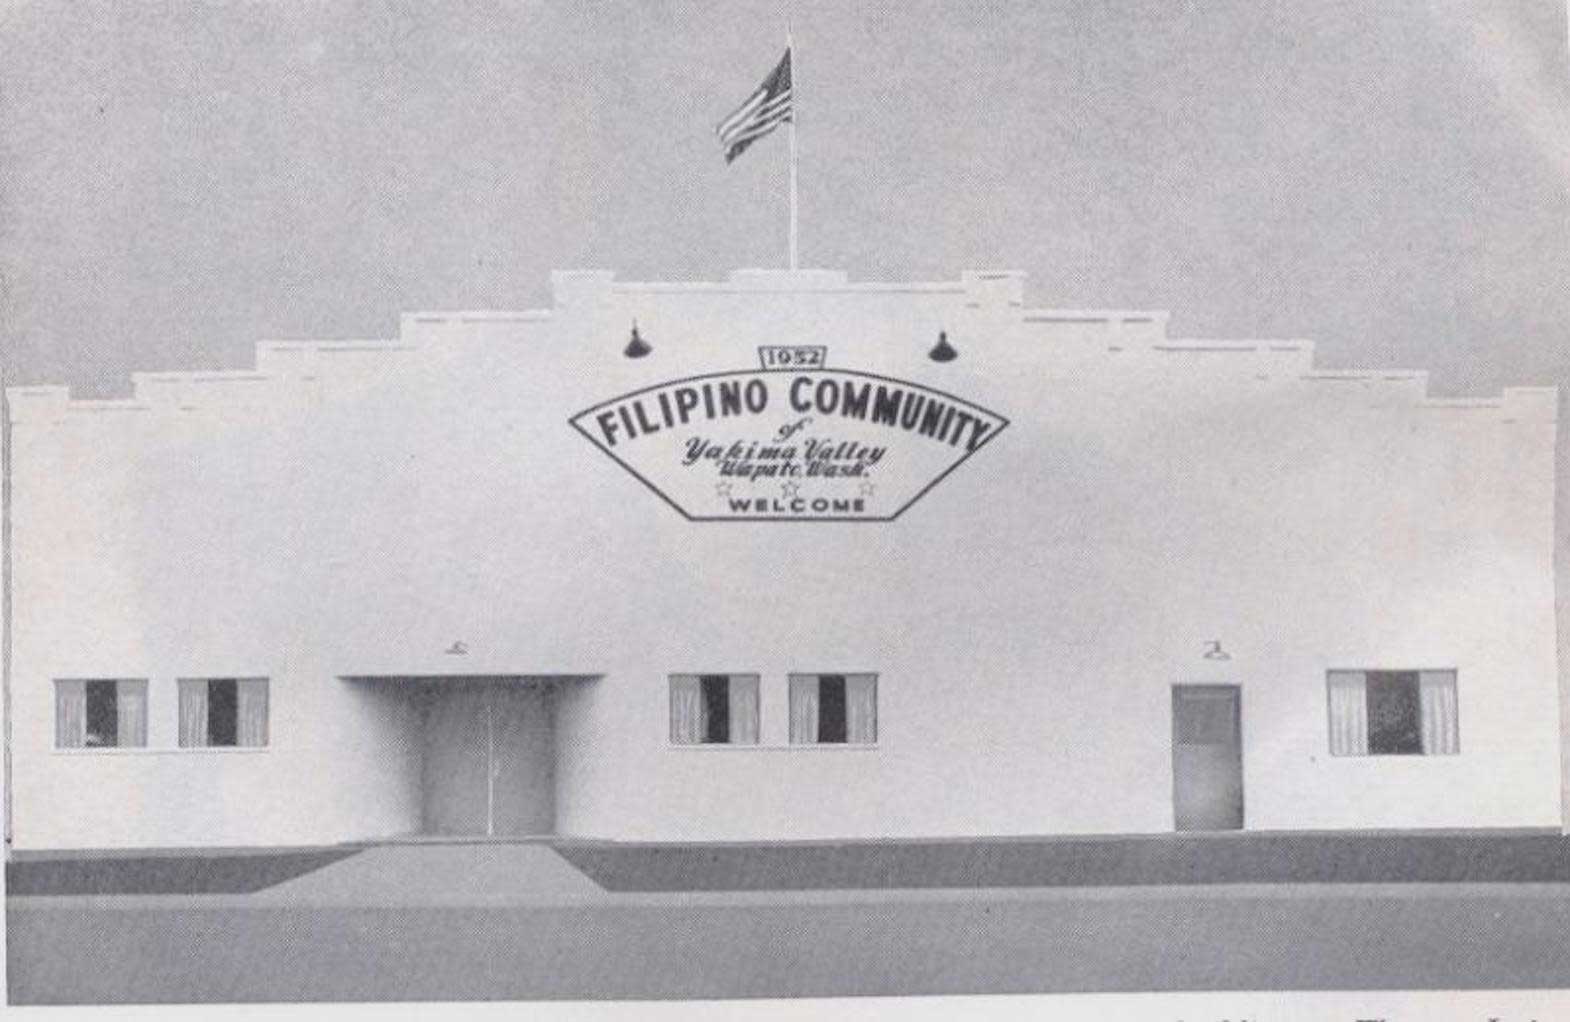 1952
FILIPINO COMMUNITY
of
Yakima Valley
Wapato, Wash.
WELCOME